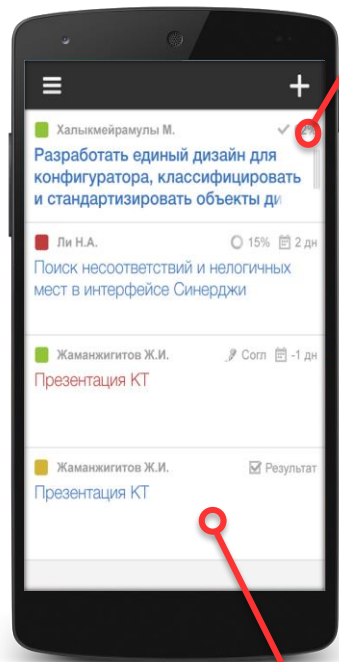 Халыкмейрамулы М.
Разработать единый дизайн для
конфигуратора, классифицировать
и стандартизировать объекты ди
Ли Н.А.
15% 2 дн
Поиск несоответствий и нелогичных
мест в интерфейсе Синерджи
Жаманжигитов Ж.И.
Согл -1 дн
Презентация КТ
Жаманжигитов Ж.И.
Результат
Презентация КТ